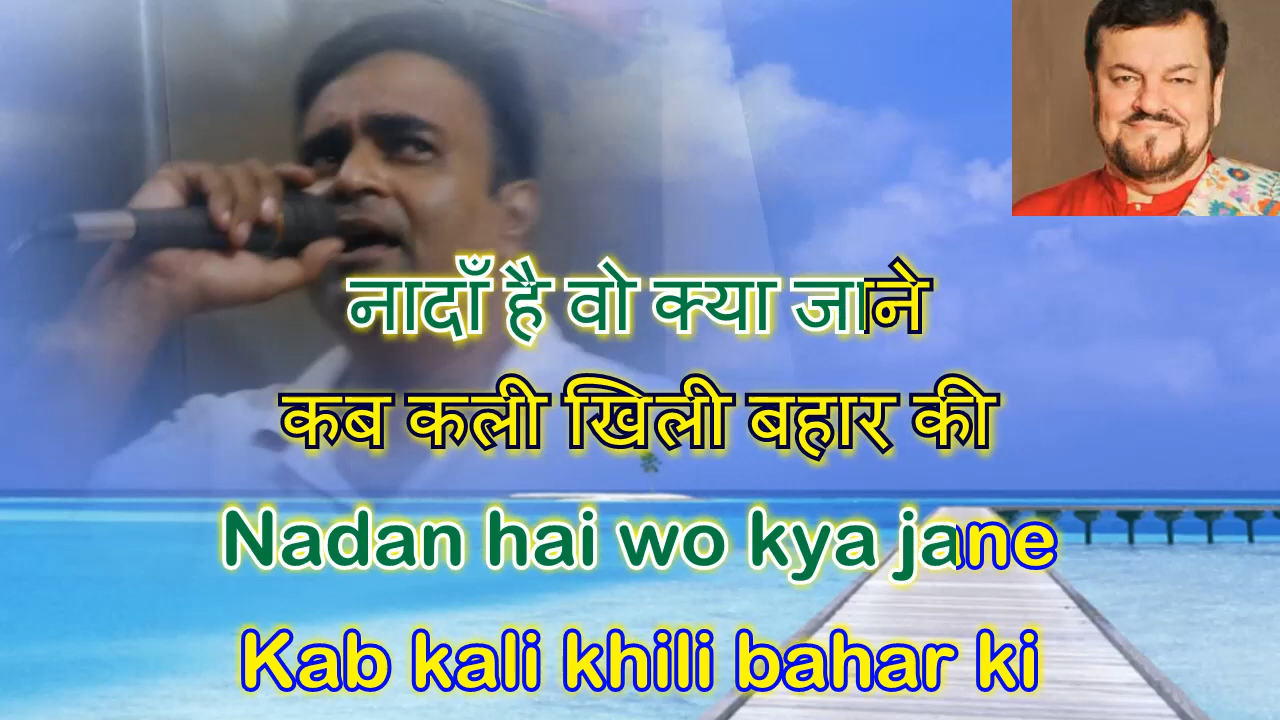 नादाँ है वो क्या जाने
कब कली खिली बहार की
Nadan hai wo kya jane
Kab kali khili bahar ki